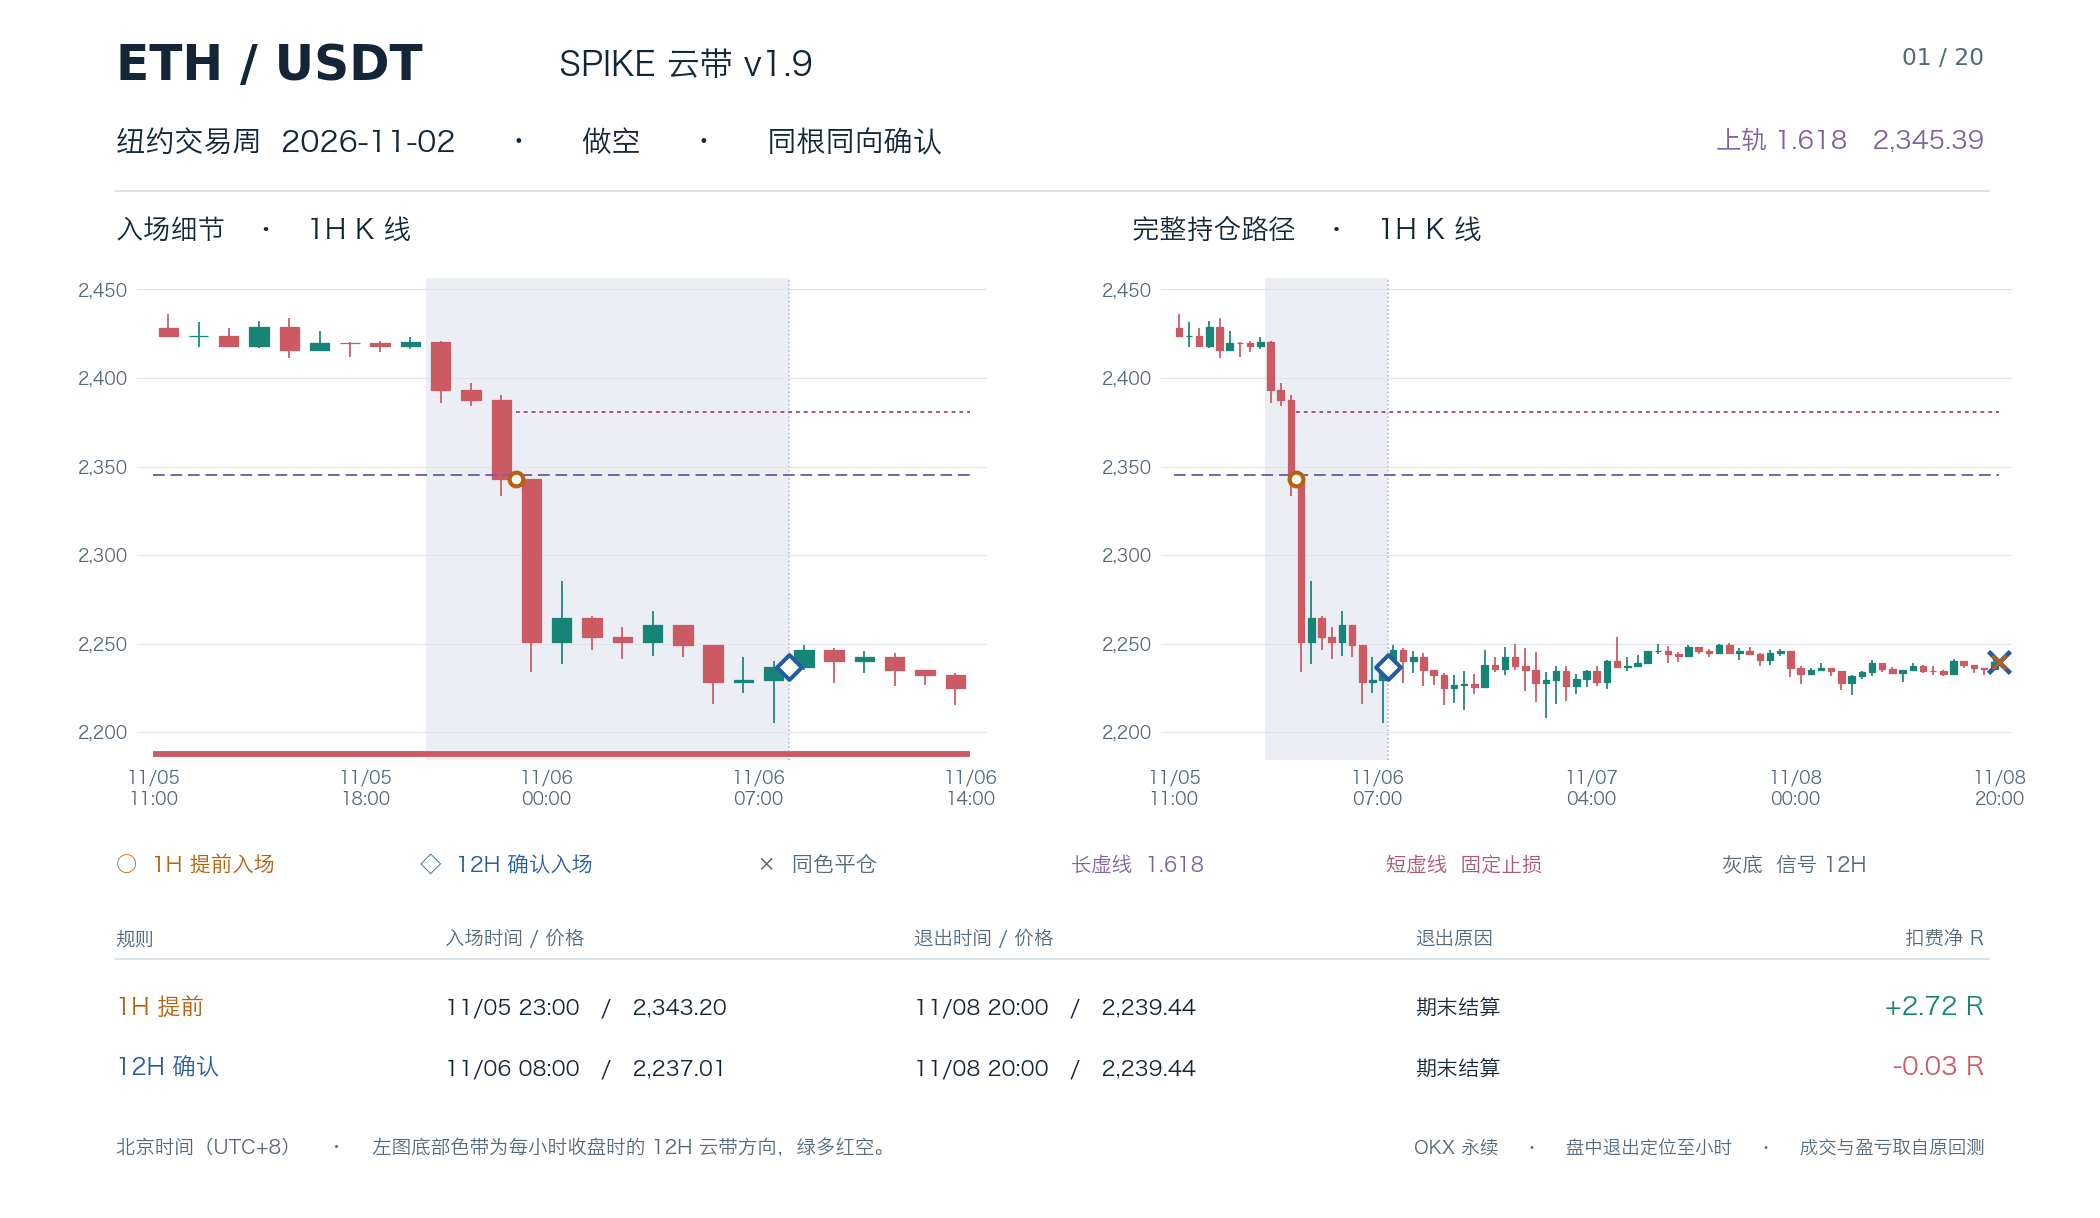 ETH / USDT SPIKE 云带 v1.9 01 / 20
纽约交易周 2026-11-02 · 做空 · 同根同向确认 上轨 1.618 2,345.39
入场细节 · 1H K 线
2,450
2,400
2,350
2,300
2,250
2,200
11/05 11/05 11/06 11/06 11/06
11:00 18:00 00:00 07:00 14:00
完整持仓路径 · 1H K 线
2,450
2,400
2,350
2,300
2,250
2,200
11/05 11/06 11/07 11/08 11/08
11:00 07:00 04:00 00:00 20:00
○ 1H 提前入场 ◇ 12H 确认入场 × 同色平仓 长虚线 1.618 短虚线 固定止损 灰底 信号 12H
规则 入场时间 / 价格 退出时间 / 价格 退出原因 扣费净 R
1H 提前 11/05 23:00 / 2,343.20 11/08 20:00 / 2,239.44 期末结算 +2.72 R
12H 确认 11/06 08:00 / 2,237.01 11/08 20:00 / 2,239.44 期末结算 -0.03 R
北京时间（UTC+8） · 左图底部色带为每小时收盘时的 12H 云带方向，绿多红空。 OKX 永续 · 盘中退出定位至小时 · 成交与盈亏取自原回测